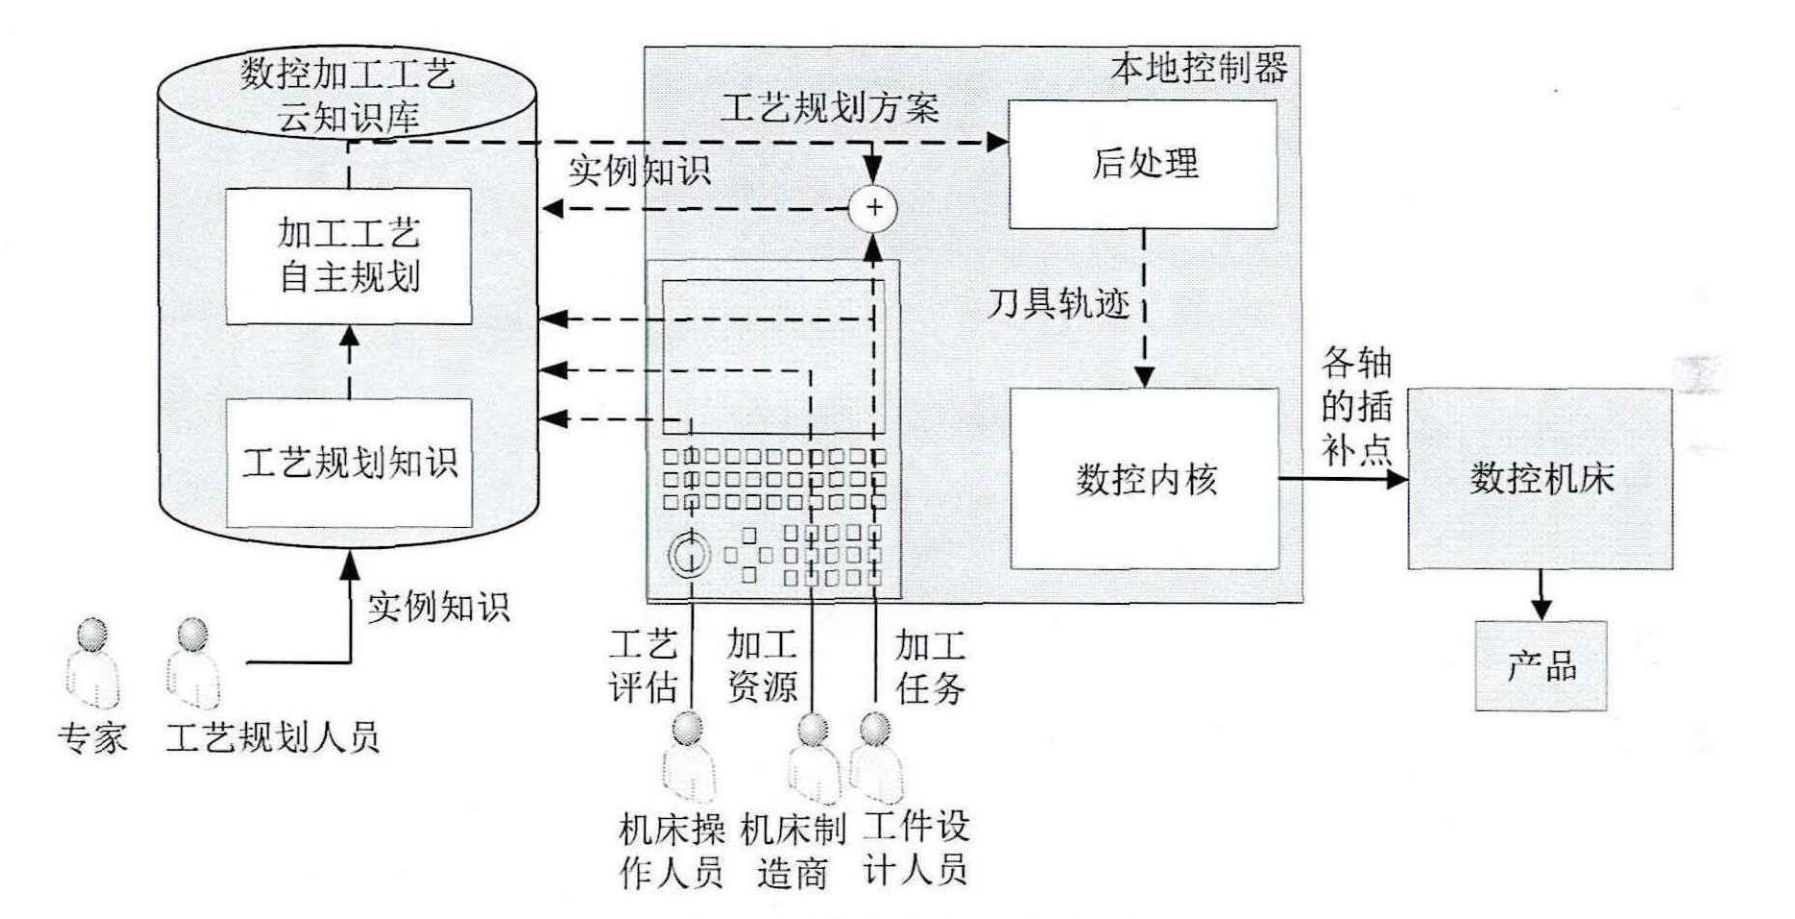 数控加工工艺
云知识库
加工工艺
自主规划
工艺规划知识
实例知识
专家
工艺规划人员
本地控制器
工艺规划方案
实例知识
后处理
刀具轨迹
数控内核
各轴
的插
补点
数控机床
产品
工艺
评估
加工
资源
加工
任务
机床操
作人员
机床制
造商
工件设
计人员